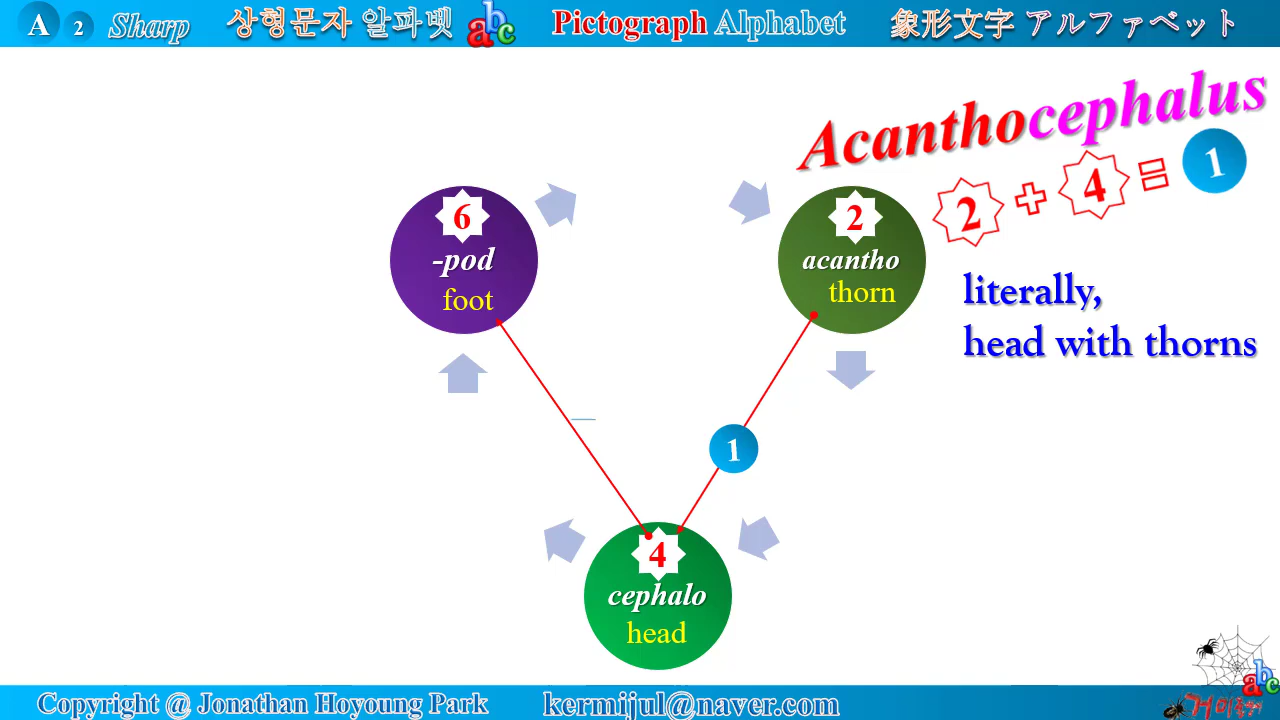 A 2 Sharp 상형문자 알파벳 abc Pictograph Alphabet 象形文字 アルファベット
Acanthocephalus
2 + 4 = 1
literally,
head with thorns
6
-pod
foot
2
acantho
thorn
1
4
cephalo
head
abc
Copyright @ Jonathan Hoyoung Park kermijul@naver.com